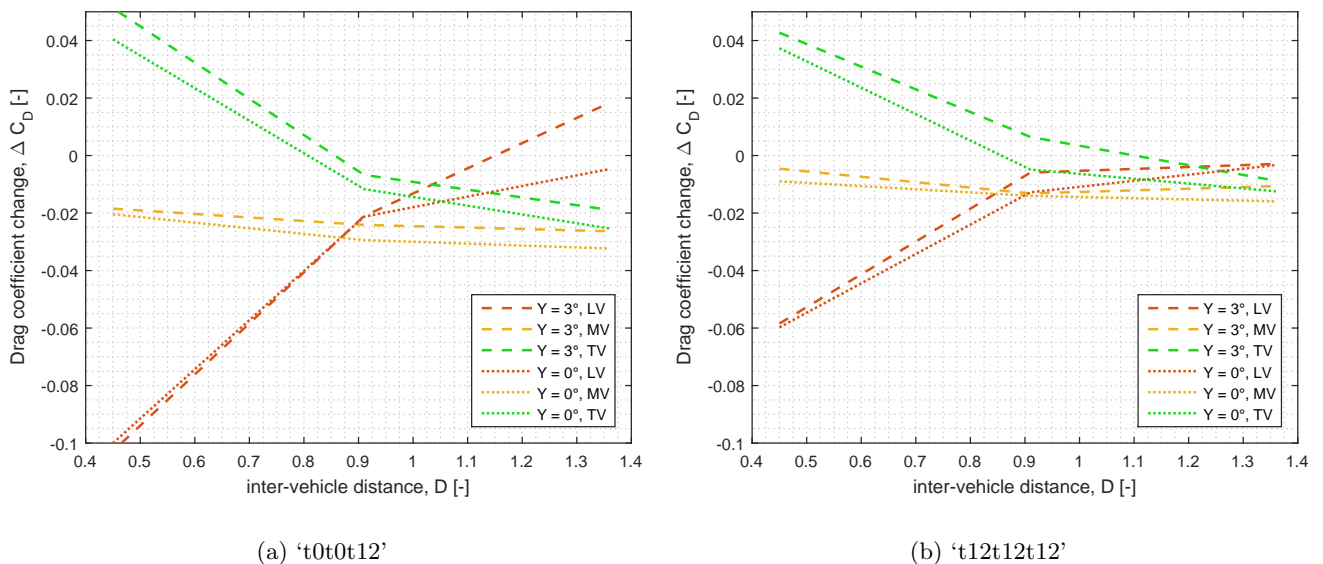 0.04
0.02
0
-0.02
-0.04
-0.06
-0.08
-0.1
Drag coefficient change, Δ C_D [-]
Y = 3°, LV
Y = 3°, MV
Y = 3°, TV
Y = 0°, LV
Y = 0°, MV
Y = 0°, TV
0.4 0.5 0.6 0.7 0.8 0.9 1 1.1 1.2 1.3 1.4
inter-vehicle distance, D [-]
(a) ‘t0t0t12’
0.04
0.02
0
-0.02
-0.04
-0.06
-0.08
-0.1
Drag coefficient change, Δ C_D [-]
Y = 3°, LV
Y = 3°, MV
Y = 3°, TV
Y = 0°, LV
Y = 0°, MV
Y = 0°, TV
0.4 0.5 0.6 0.7 0.8 0.9 1 1.1 1.2 1.3 1.4
inter-vehicle distance, D [-]
(b) ‘t12t12t12’